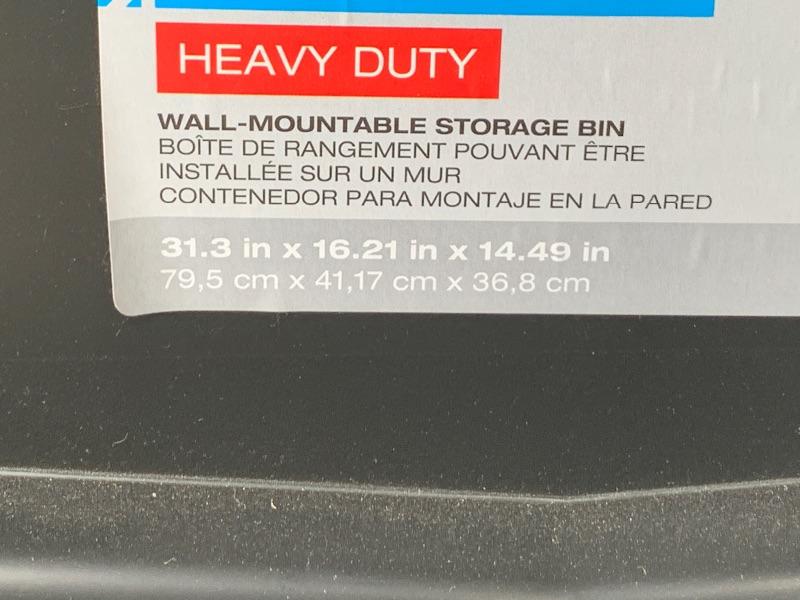 HEAVY DUTY
WALL-MOUNTABLE STORAGE BIN
BOÎTE DE RANGEMENT POUVANT ÊTRE
INSTALLÉE SUR UN MUR
CONTENEDOR PARA MONTAJE EN LA PARED
31.3 in x 16.21 in x 14.49 in
79,5 cm x 41,17 cm x 36,8 cm